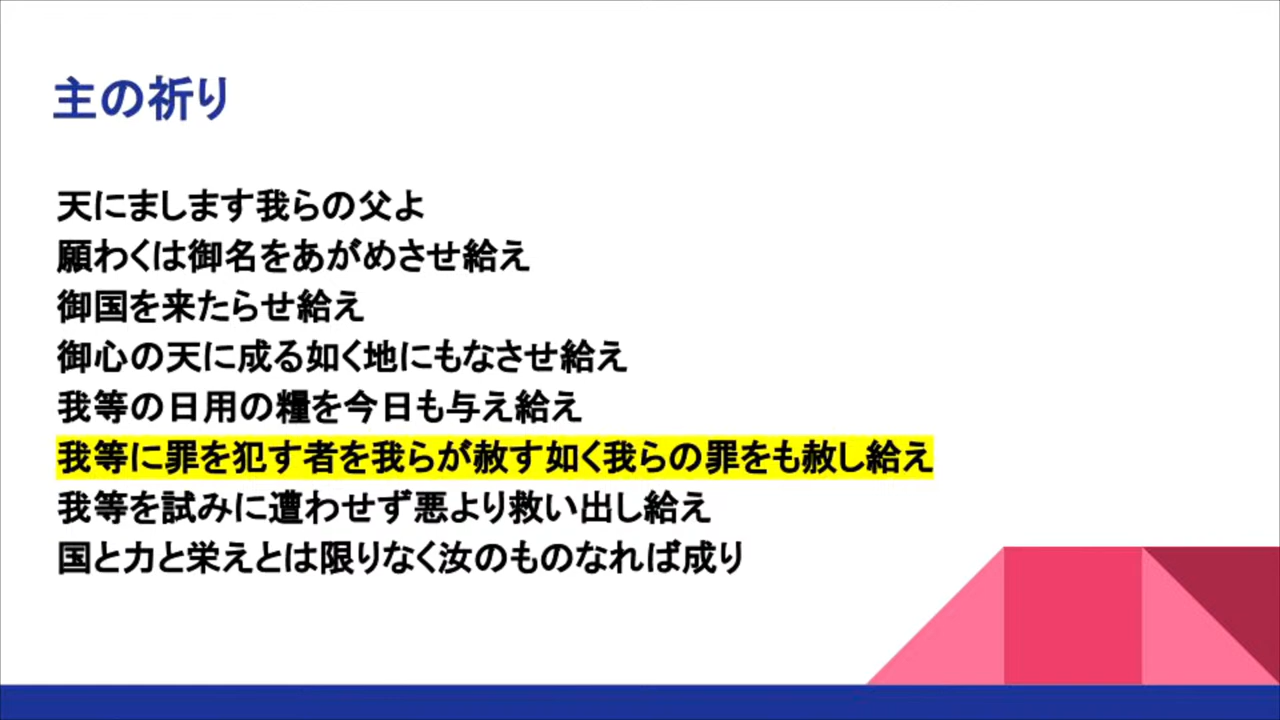 主の祈り
天にまします我らの父よ
願わくは御名をあがめさせ給え
御国を来たらせ給え
御心の天に成る如く地にもなさせ給え
我等の日用の糧を今日も与え給え
我等に罪を犯す者を我らが赦す如く我らの罪をも赦し給え
我等を試みに遭わせず悪より救い出し給え
国と力と栄えとは限りなく汝のものなれば成り